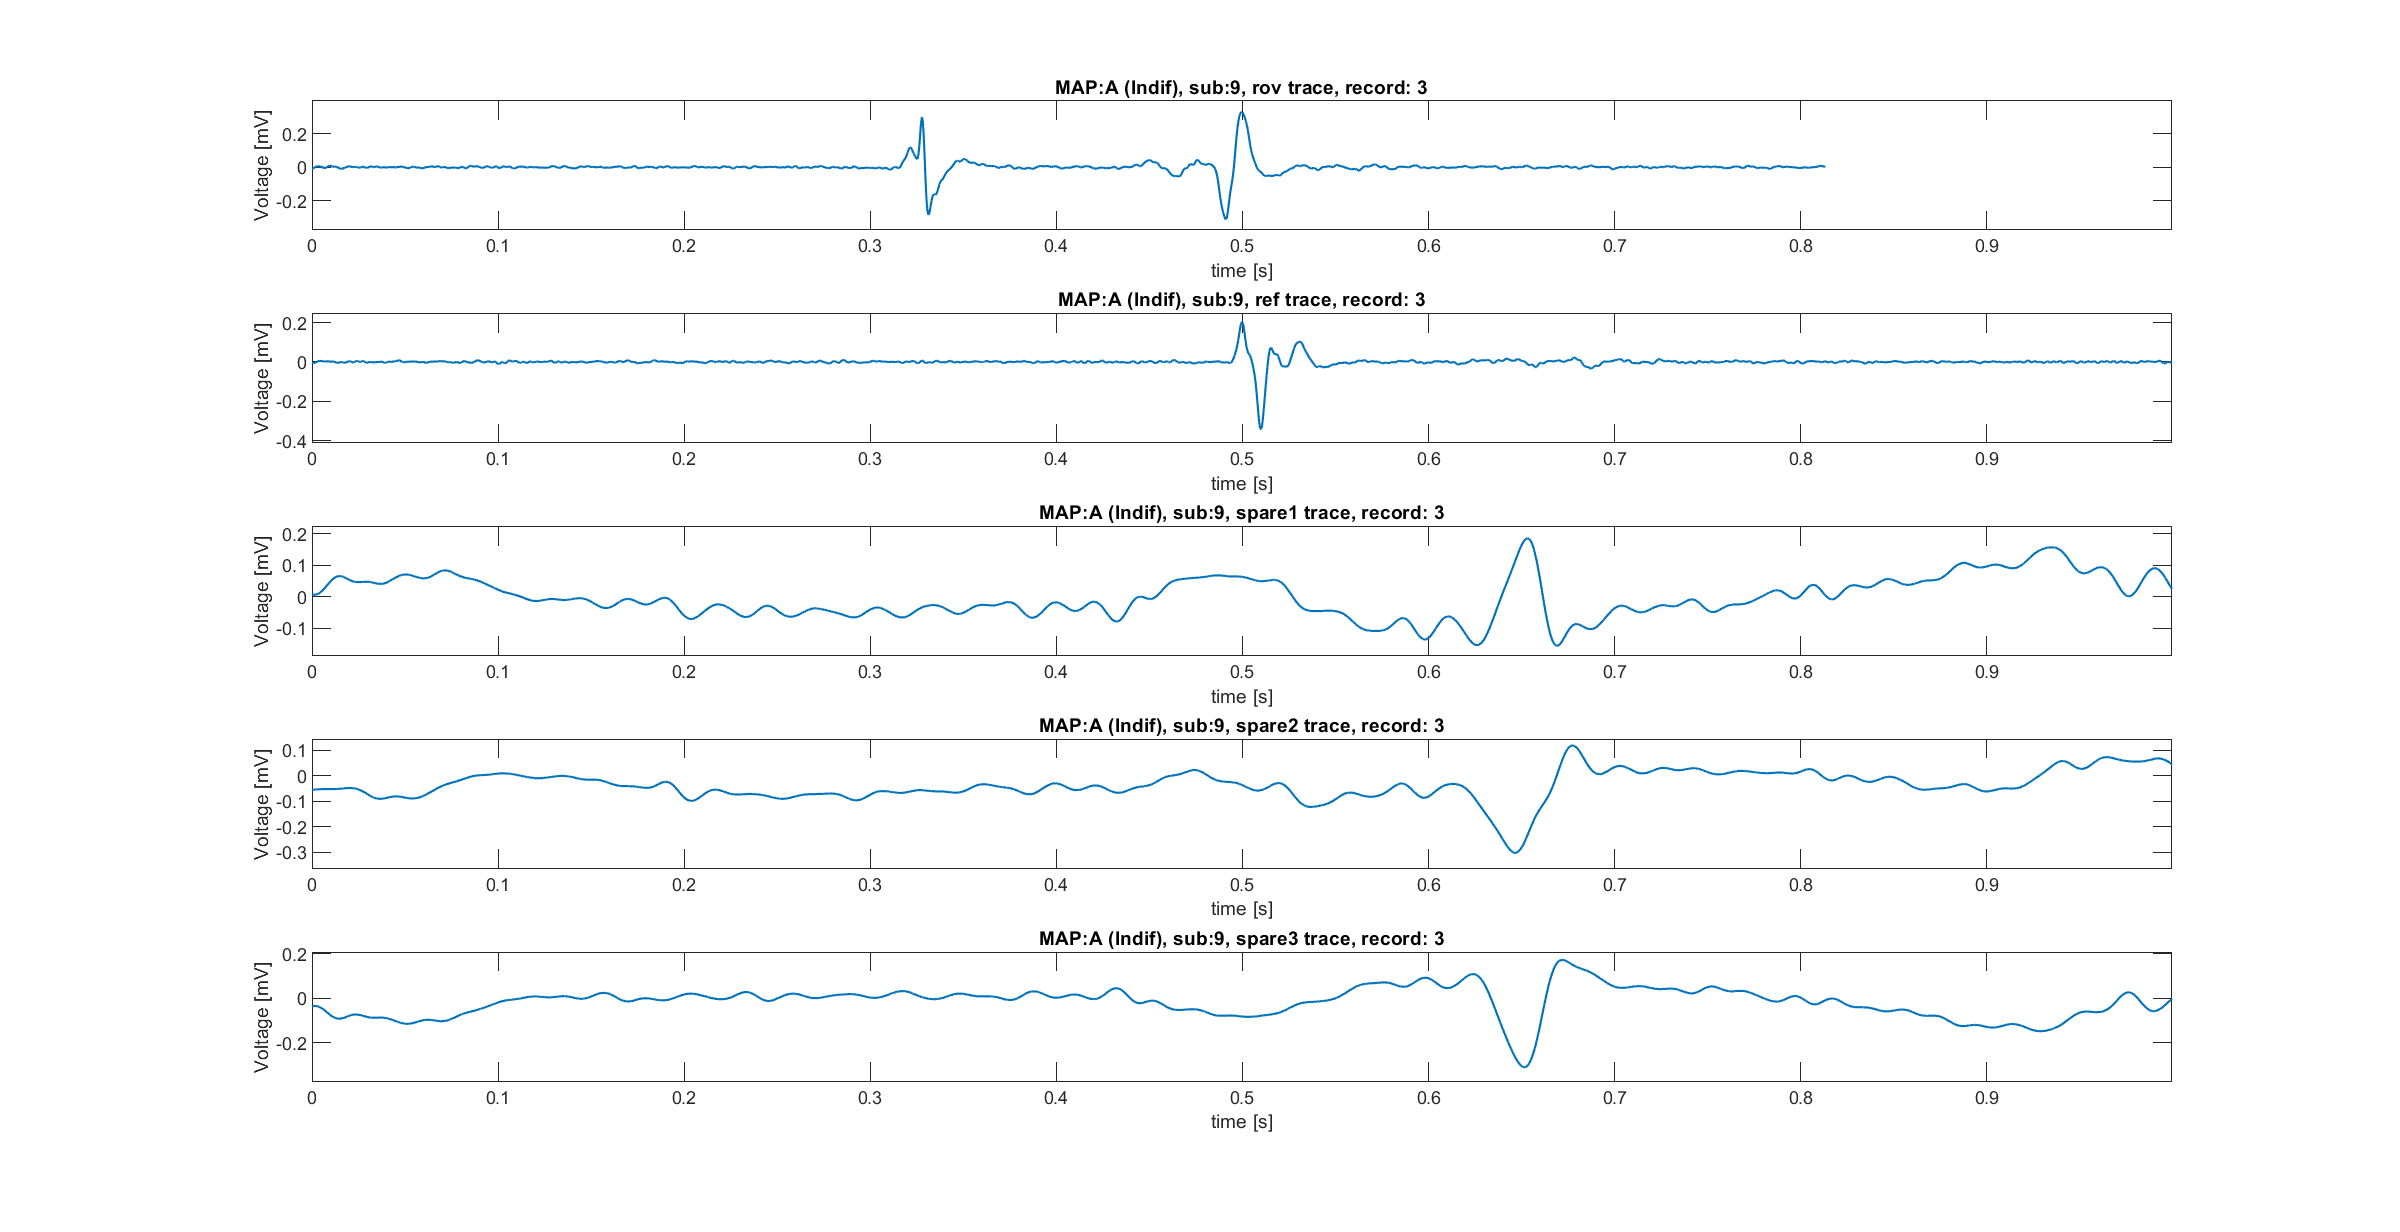 MAP:A (Indif), sub:9, rov trace, record: 3
Voltage [mV]
0.2
0
-0.2
0 0.1 0.2 0.3 0.4 0.5 0.6 0.7 0.8 0.9
time [s]
MAP:A (Indif), sub:9, ref trace, record: 3
Voltage [mV]
0.2
0
-0.2
-0.4
0 0.1 0.2 0.3 0.4 0.5 0.6 0.7 0.8 0.9
time [s]
MAP:A (Indif), sub:9, spare1 trace, record: 3
Voltage [mV]
0.2
0.1
0
-0.1
0 0.1 0.2 0.3 0.4 0.5 0.6 0.7 0.8 0.9
time [s]
MAP:A (Indif), sub:9, spare2 trace, record: 3
Voltage [mV]
0.1
0
-0.1
-0.2
-0.3
0 0.1 0.2 0.3 0.4 0.5 0.6 0.7 0.8 0.9
time [s]
MAP:A (Indif), sub:9, spare3 trace, record: 3
Voltage [mV]
0.2
0
-0.2
0 0.1 0.2 0.3 0.4 0.5 0.6 0.7 0.8 0.9
time [s]